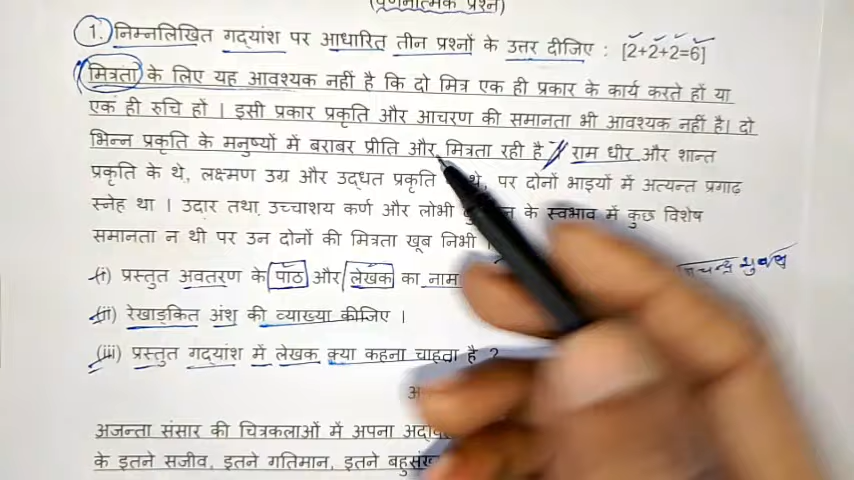 (वर्णनात्मक प्रश्न)
1. निम्नलिखित गद्यांश पर आधारित तीन प्रश्नों के उत्तर दीजिए : [2+2+2=6]
मित्रता के लिए यह आवश्यक नहीं है कि दो मित्र एक ही प्रकार के कार्य करते हों या
एक ही रुचि हों । इसी प्रकार प्रकृति और आचरण की समानता भी आवश्यक नहीं है। दो
भिन्न प्रकृति के मनुष्यों में बराबर प्रीति और मित्रता रही है । राम धीर और शान्त
प्रकृति के थे, लक्ष्मण उग्र और उद्धत प्रकृति थे, पर दोनों भाइयों में अत्यन्त प्रगाढ़
स्नेह था । उदार तथा उच्चाशय कर्ण और लोभी के स्वभाव में कुछ विशेष
समानता न थी पर उन दोनों की मित्रता खूब निभी ।
(i) प्रस्तुत अवतरण के पाठ और लेखक का नाम
(ii) रेखाङ्कित अंश की व्याख्या कीजिए ।
(iii) प्रस्तुत गद्यांश में लेखक क्या कहना चाहता है ?
अजन्ता संसार की चित्रकलाओं में अपना
के इतने सजीव, इतने गतिमान, इतने